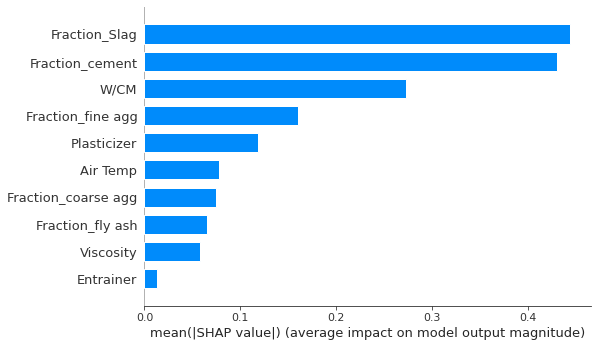 Fraction_Slag
Fraction_cement
W/CM
Fraction_fine agg
Plasticizer
Air Temp
Fraction_coarse agg
Fraction_fly ash
Viscosity
Entrainer
0.0 0.1 0.2 0.3 0.4
mean(|SHAP value|) (average impact on model output magnitude)